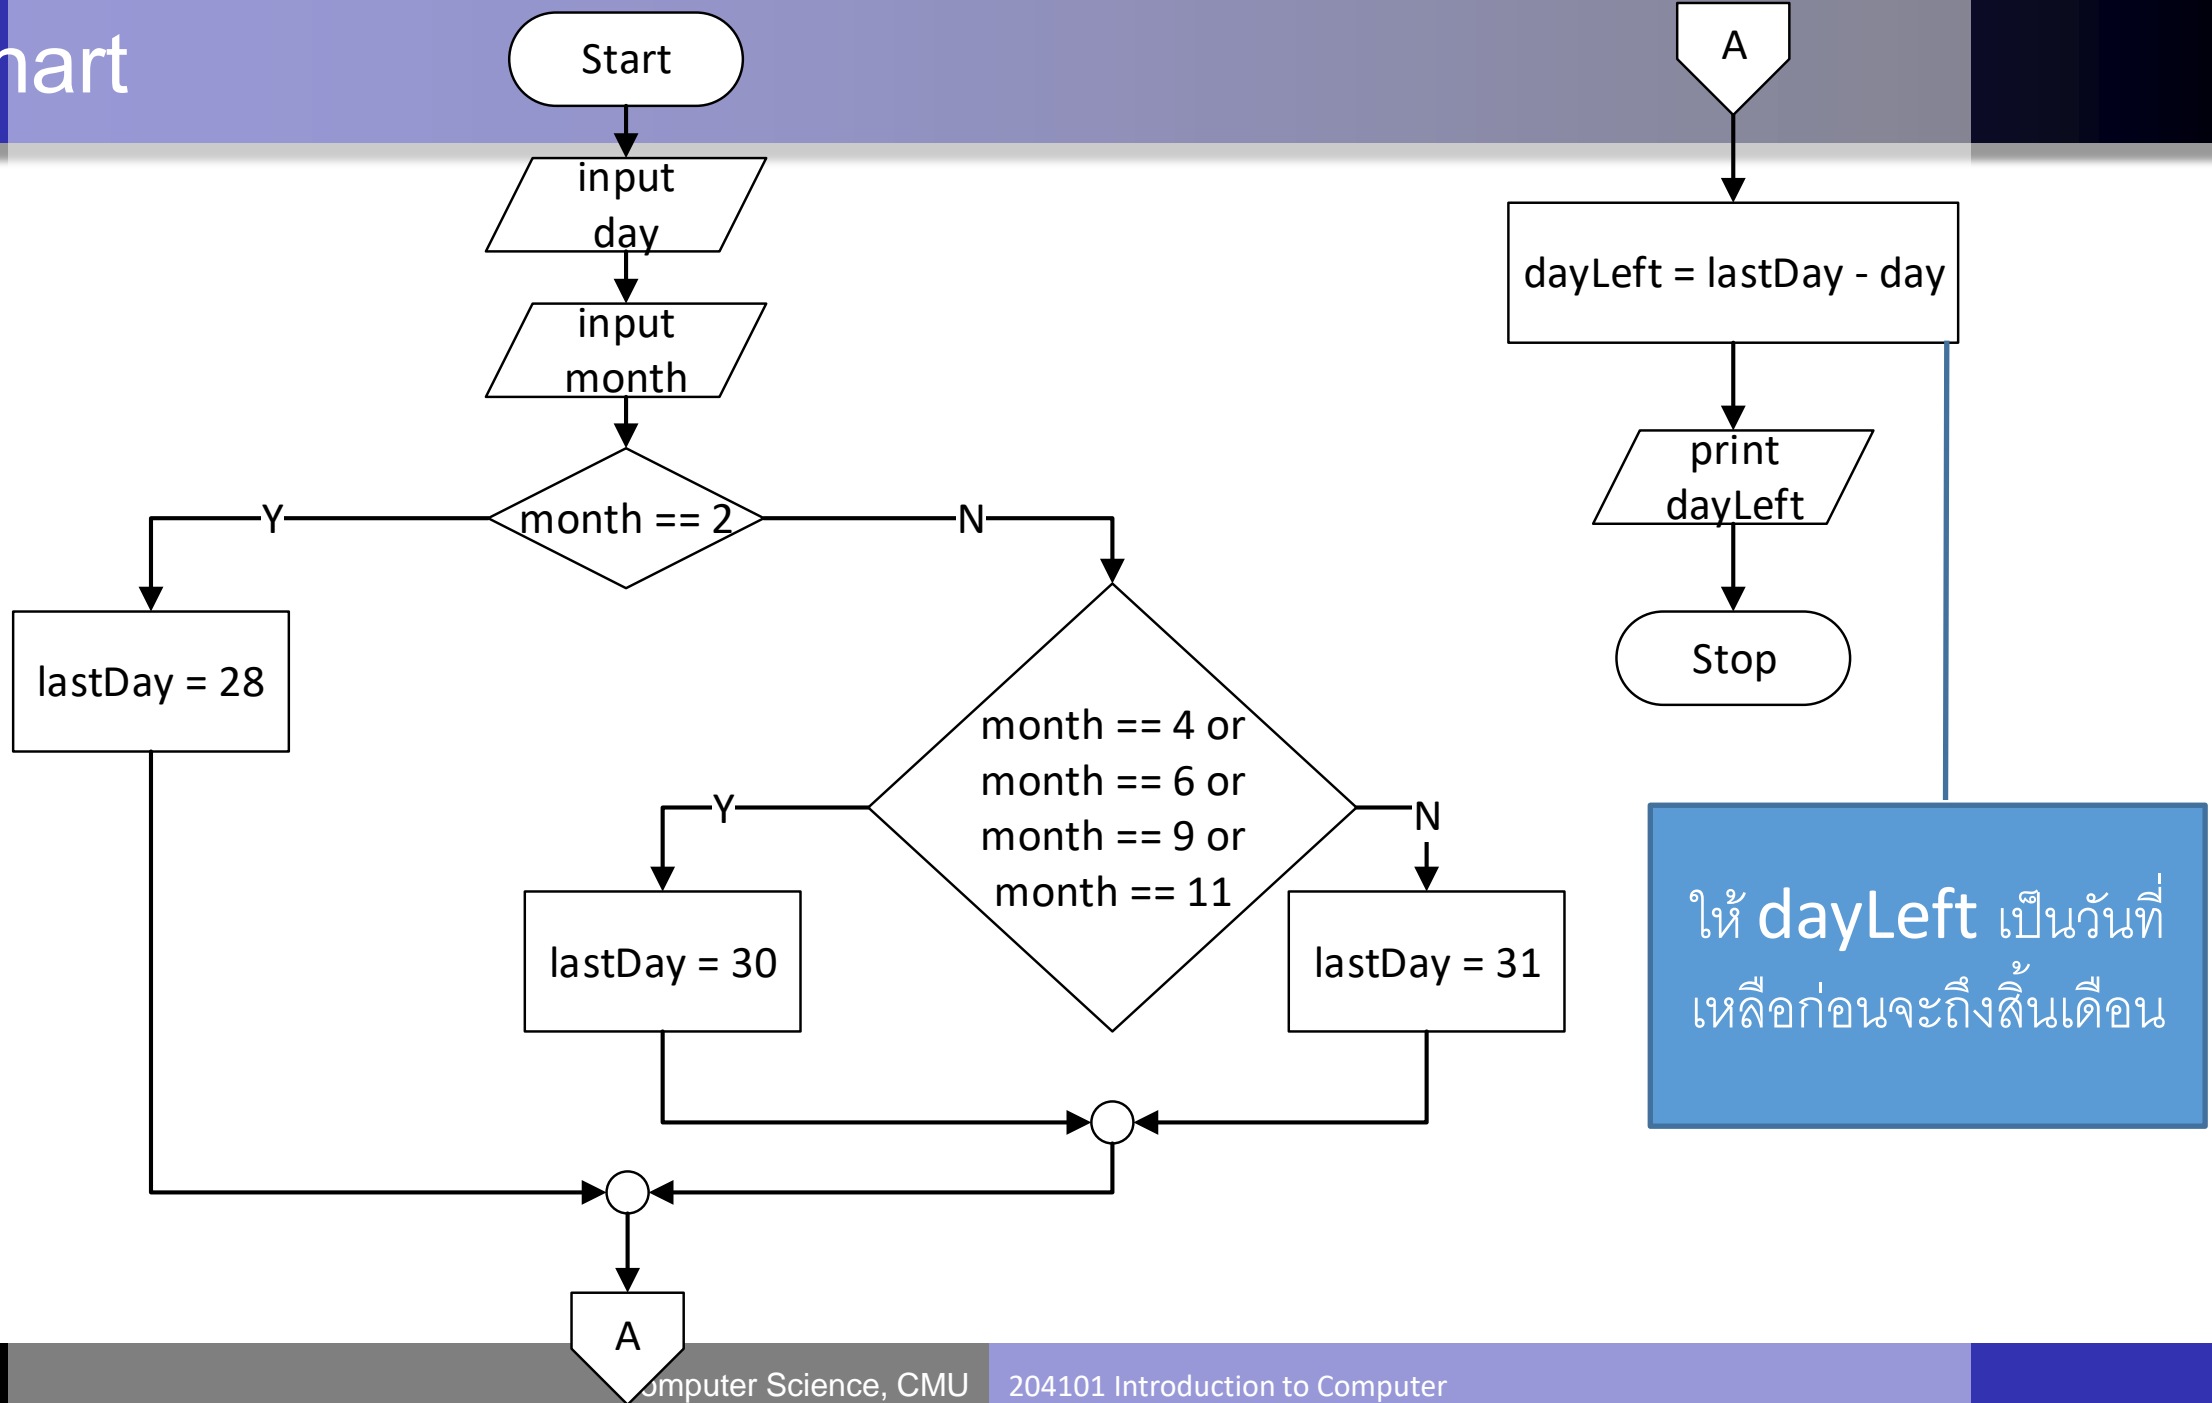 Start
input
day
input
month
month == 2
Y
N
lastDay = 28
month == 4 or
month == 6 or
month == 9 or
month == 11
Y
N
lastDay = 30
lastDay = 31
A
A
dayLeft = lastDay - day
print
dayLeft
Stop
ให้ dayLeft เป็นวันที่
เหลือก่อนจะถึงสิ้นเดือน
omputer Science, CMU
204101 Introduction to Computer